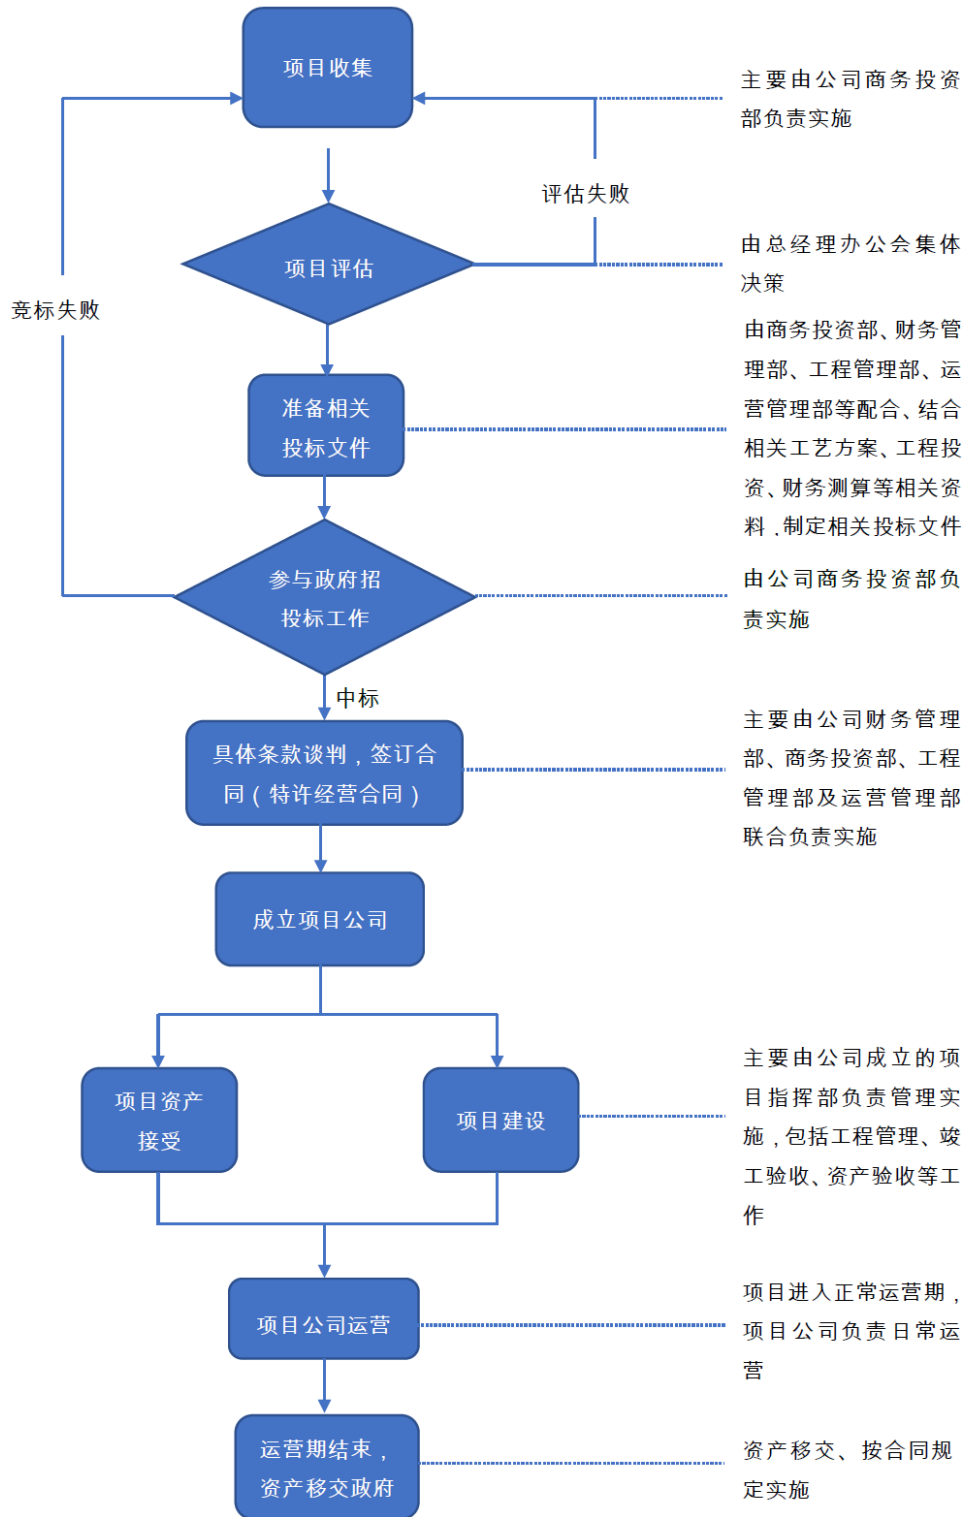 项目收集
主要由公司商务投资
部负责实施
评估失败
项目评估
由总经理办公会集体
决策
竞标失败
准备相关
投标文件
由商务投资部、财务管
理部、工程管理部、运
营管理部等配合、结合
相关工艺方案、工程投
资、财务测算等相关资
料，制定相关投标文件
参与政府招
投标工作
由公司商务投资部负
责实施
中标
具体条款谈判，签订合
同（特许经营合同）
主要由公司财务管理
部、商务投资部、工程
管理部及运营管理部
联合负责实施
成立项目公司
项目资产
接受
项目建设
主要由公司成立的项
目指挥部负责管理实
施，包括工程管理、竣
工验收、资产验收等工
作
项目公司运营
项目进入正常运营期，
项目公司负责日常运
营
运营期结束，
资产移交政府
资产移交、按合同规
定实施